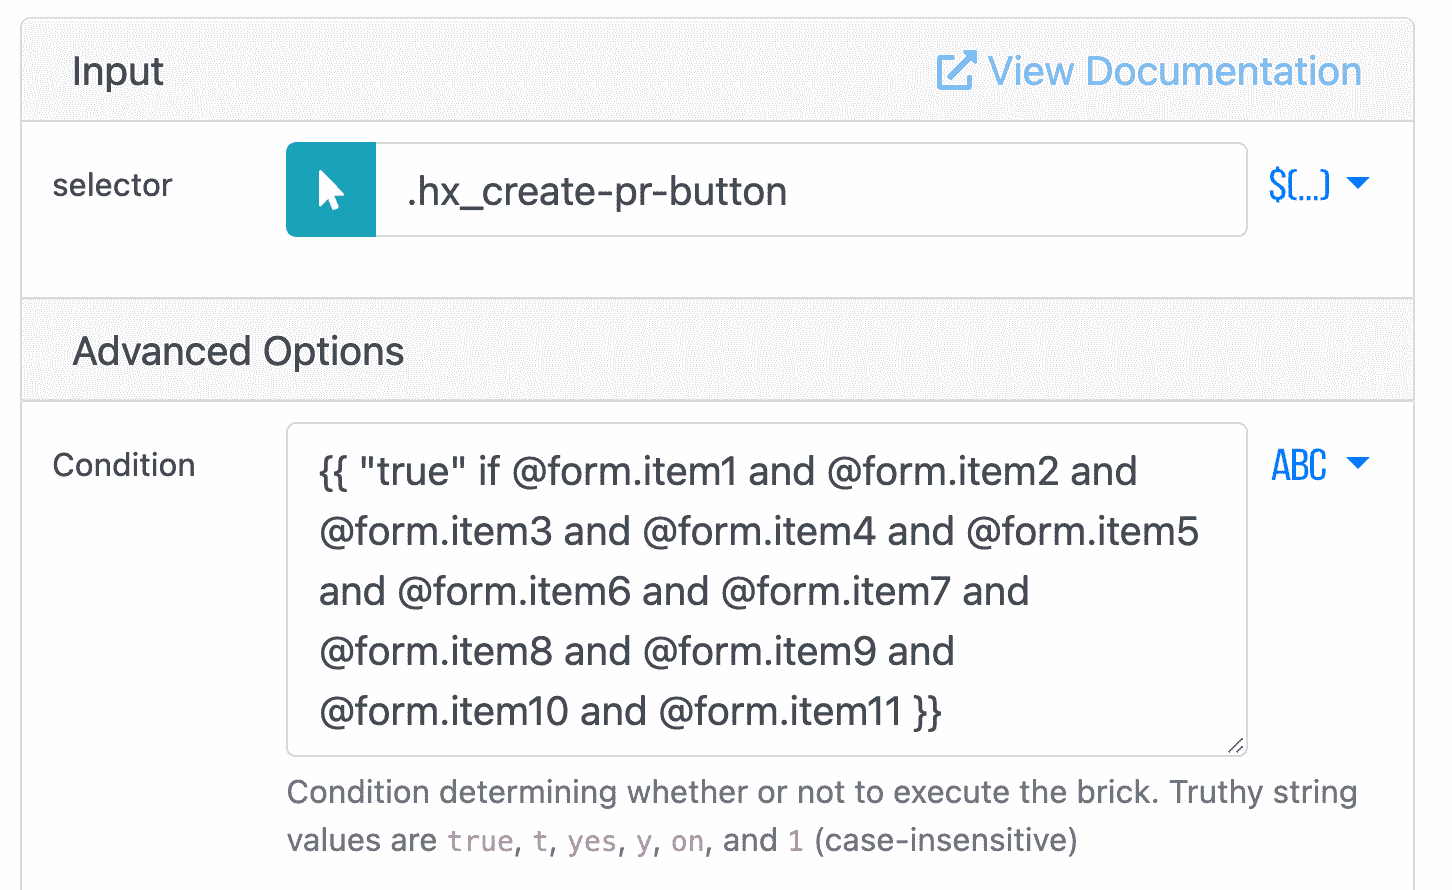 Input
View Documentation
selector
.hx_create-pr-button
$(...)
Advanced Options
Condition
{{ "true" if @form.item1 and @form.item2 and
@form.item3 and @form.item4 and @form.item5
and @form.item6 and @form.item7 and
@form.item8 and @form.item9 and
@form.item10 and @form.item11 }}
ABC
Condition determining whether or not to execute the brick. Truthy string
values are true, t, yes, y, on, and 1 (case-insensitive)